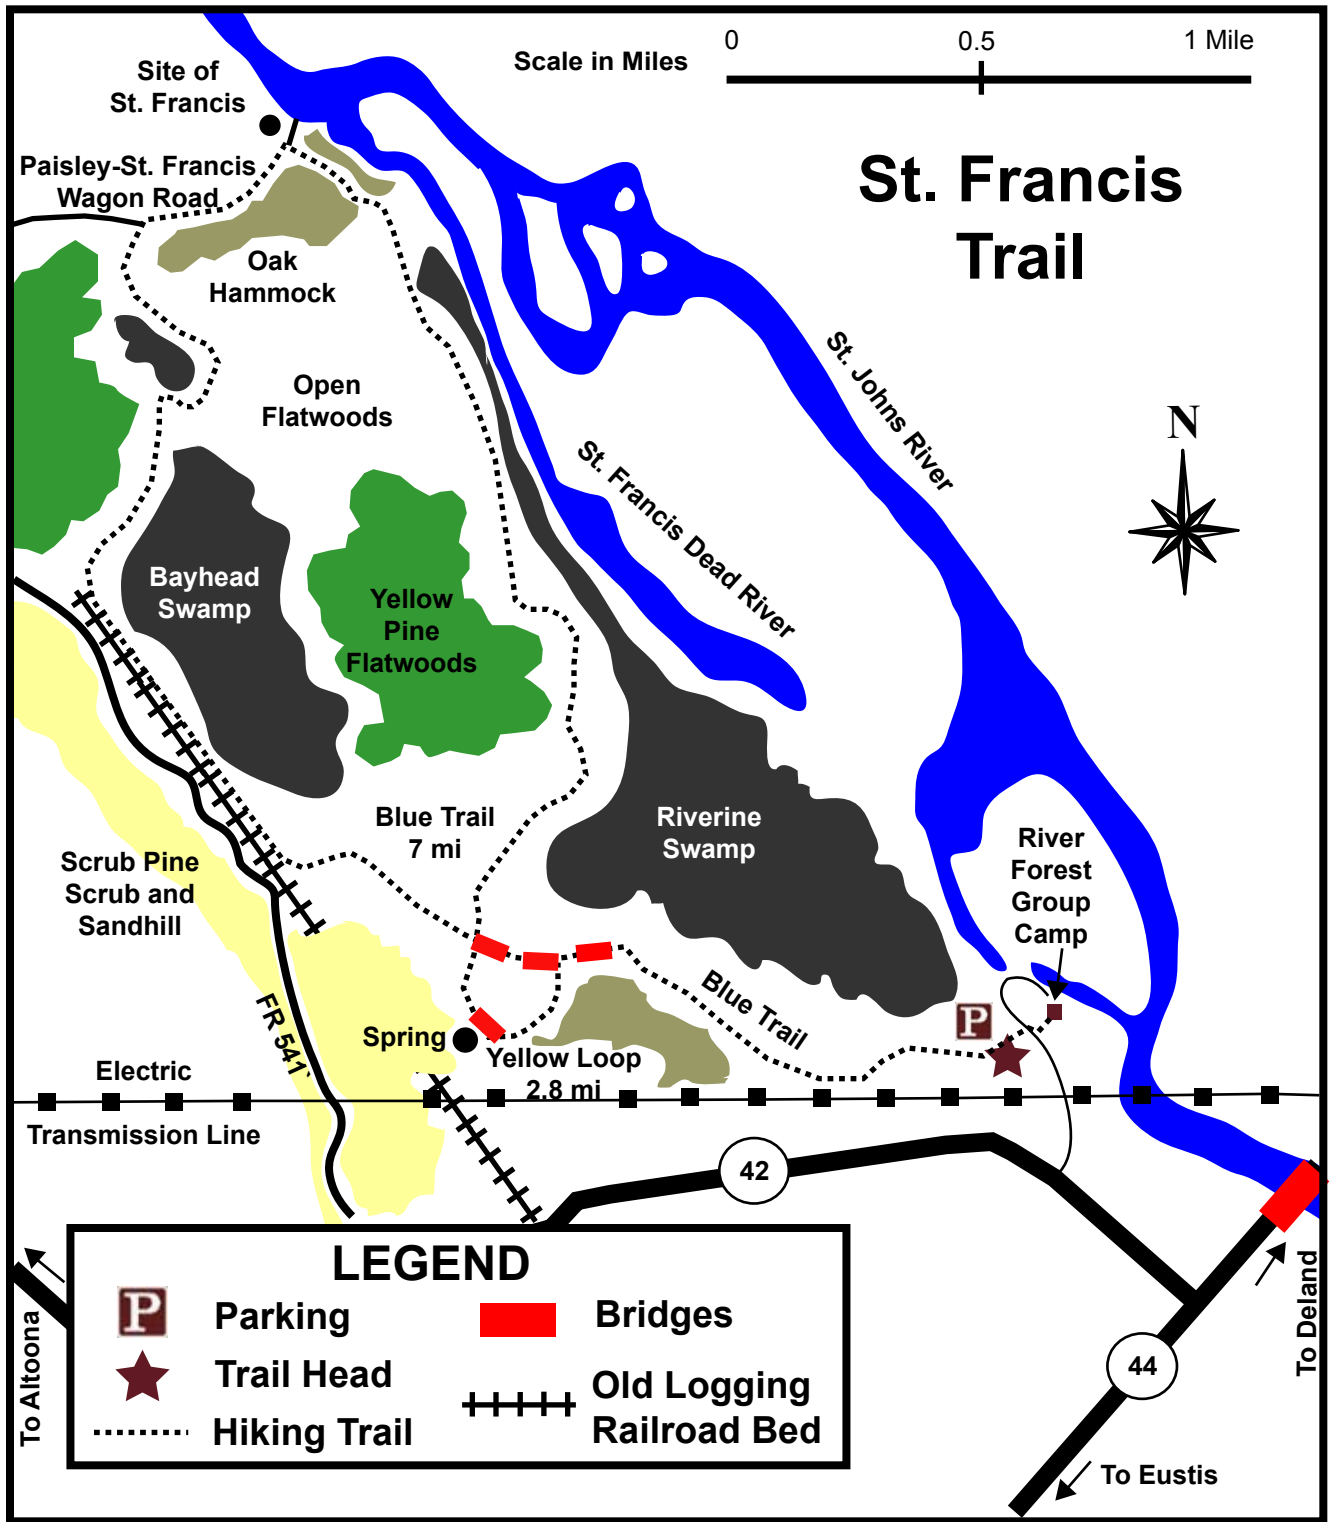 0 0.5 1 Mile
Scale in Miles
Site of
St. Francis
St. Francis
Trail
Paisley-St. Francis
Wagon Road
Oak
Hammock
Open
Flatwoods
St. Johns River
N
St. Francis Dead River
Bayhead
Swamp
Yellow
Pine
Flatwoods
Blue Trail
7 mi
Riverine
Swamp
River
Forest
Group
Camp
Scrub Pine
Scrub and
Sandhill
FR 541
Blue Trail
P
Spring
Yellow Loop
2.8 mi
Electric
Transmission Line
42
LEGEND
P Parking
Bridges
Trail Head
Old Logging
Railroad Bed
Hiking Trail
To Altoona
To Deland
44
To Eustis